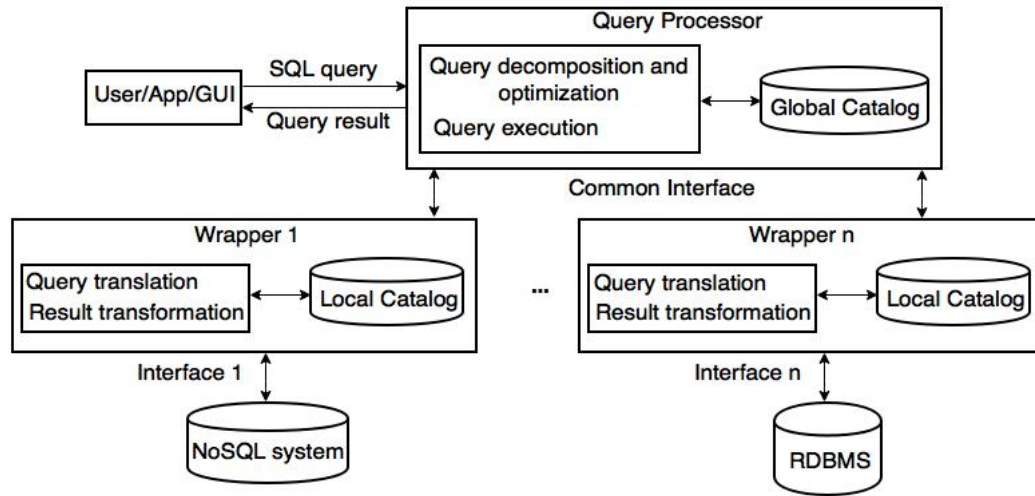 Query Processor
SQL query
User/App/GUI
Query result
Query decomposition and
optimization
Query execution
Global Catalog
Common Interface
Wrapper 1
Query translation
Result transformation
Local Catalog
...
Wrapper n
Query translation
Result transformation
Local Catalog
Interface 1
Interface n
NoSQL system
RDBMS